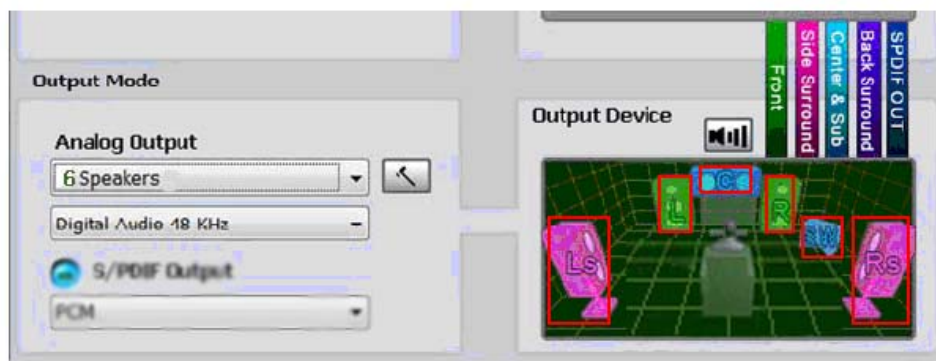 Output Mode
Analog Output
6 Speakers
Digital Audio 48 KHz
S/PDIF Output
PCM
Output Device
Front
Side Surround
Center & Sub
Back Surround
SPDIF OUT
L
C
R
Ls
SW
Rs